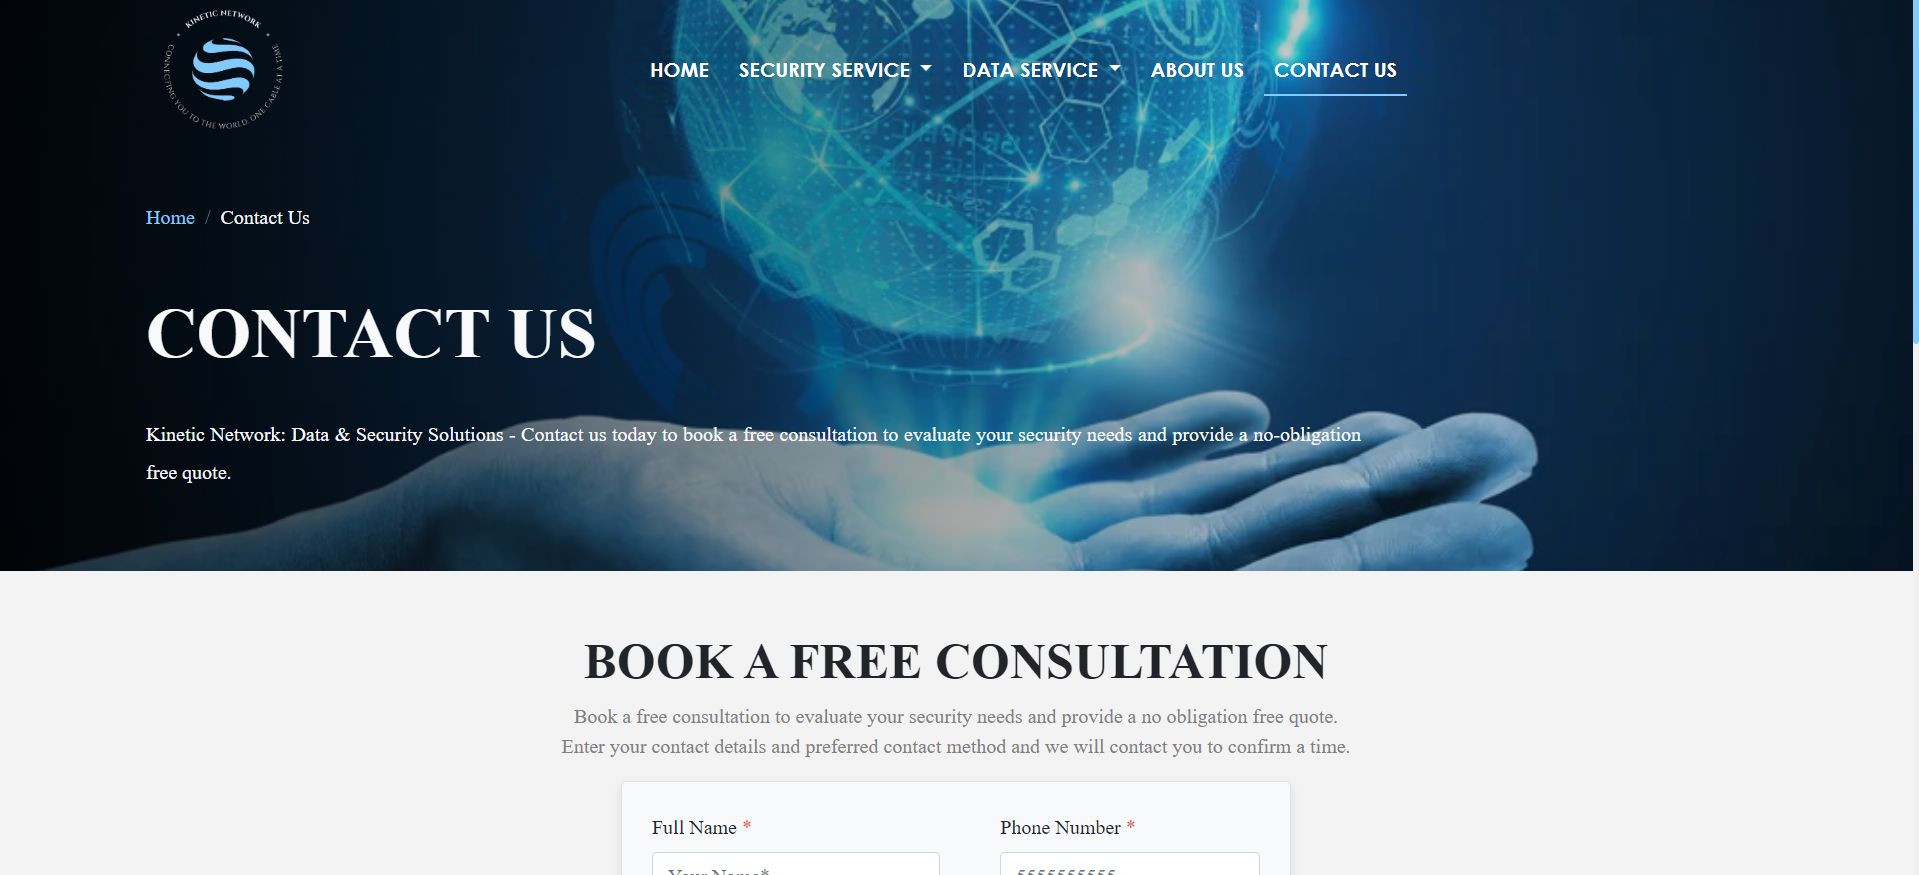 KINETIC NETWORK
CONNECTING YOU TO THE WORLD, ONE CABLE AT A TIME
HOME
SECURITY SERVICE
DATA SERVICE
ABOUT US
CONTACT US
Home / Contact Us
CONTACT US
Kinetic Network: Data & Security Solutions - Contact us today to book a free consultation to evaluate your security needs and provide a no-obligation
free quote.
BOOK A FREE CONSULTATION
Book a free consultation to evaluate your security needs and provide a no obligation free quote.
Enter your contact details and preferred contact method and we will contact you to confirm a time.
Full Name *
Phone Number *
Your Name*
5555555555